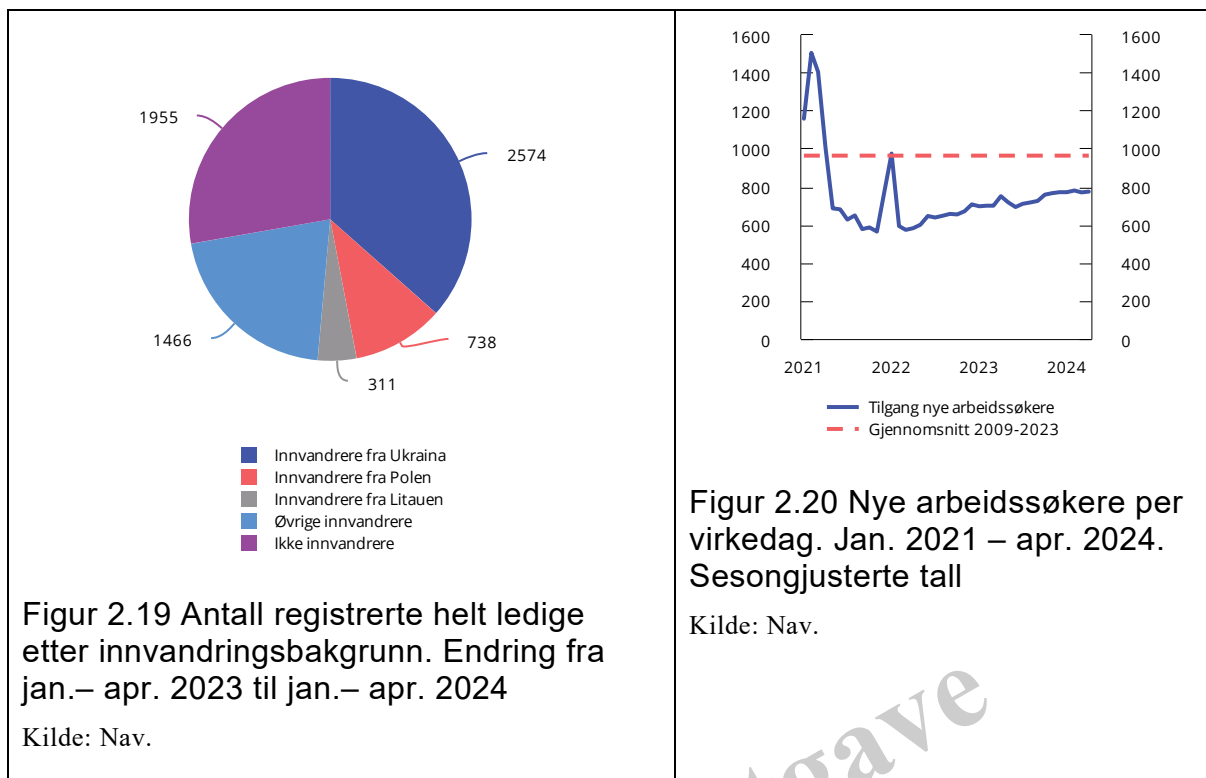 1955
2574
1466
738
311
Innvandrere fra Ukraina
Innvandrere fra Polen
Innvandrere fra Litauen
Øvrige innvandrere
Ikke innvandrere
Figur 2.19 Antall registrerte helt ledige
etter innvandringsbakgrunn. Endring fra
jan.– apr. 2023 til jan.– apr. 2024
Kilde: Nav.
1600 1600
1400 1400
1200 1200
1000 1000
800 800
600 600
400 400
200 200
0 0
2021 2022 2023 2024
Tilgang nye arbeidssøkere
Gjennomsnitt 2009-2023
Figur 2.20 Nye arbeidssøkere per
virkedag. Jan. 2021 – apr. 2024.
Sesongjusterte tall
Kilde: Nav.